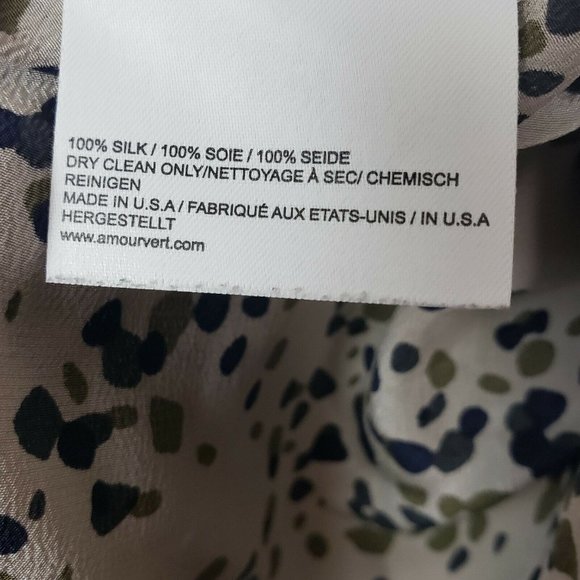 100% SILK / 100% SOIE / 100% SEIDE
DRY CLEAN ONLY/NETTOYAGE À SEC/ CHEMISCH
REINIGEN
MADE IN U.S.A / FABRIQUÉ AUX ETATS-UNIS / IN U.S.A
HERGESTELLT
www.amourvert.com